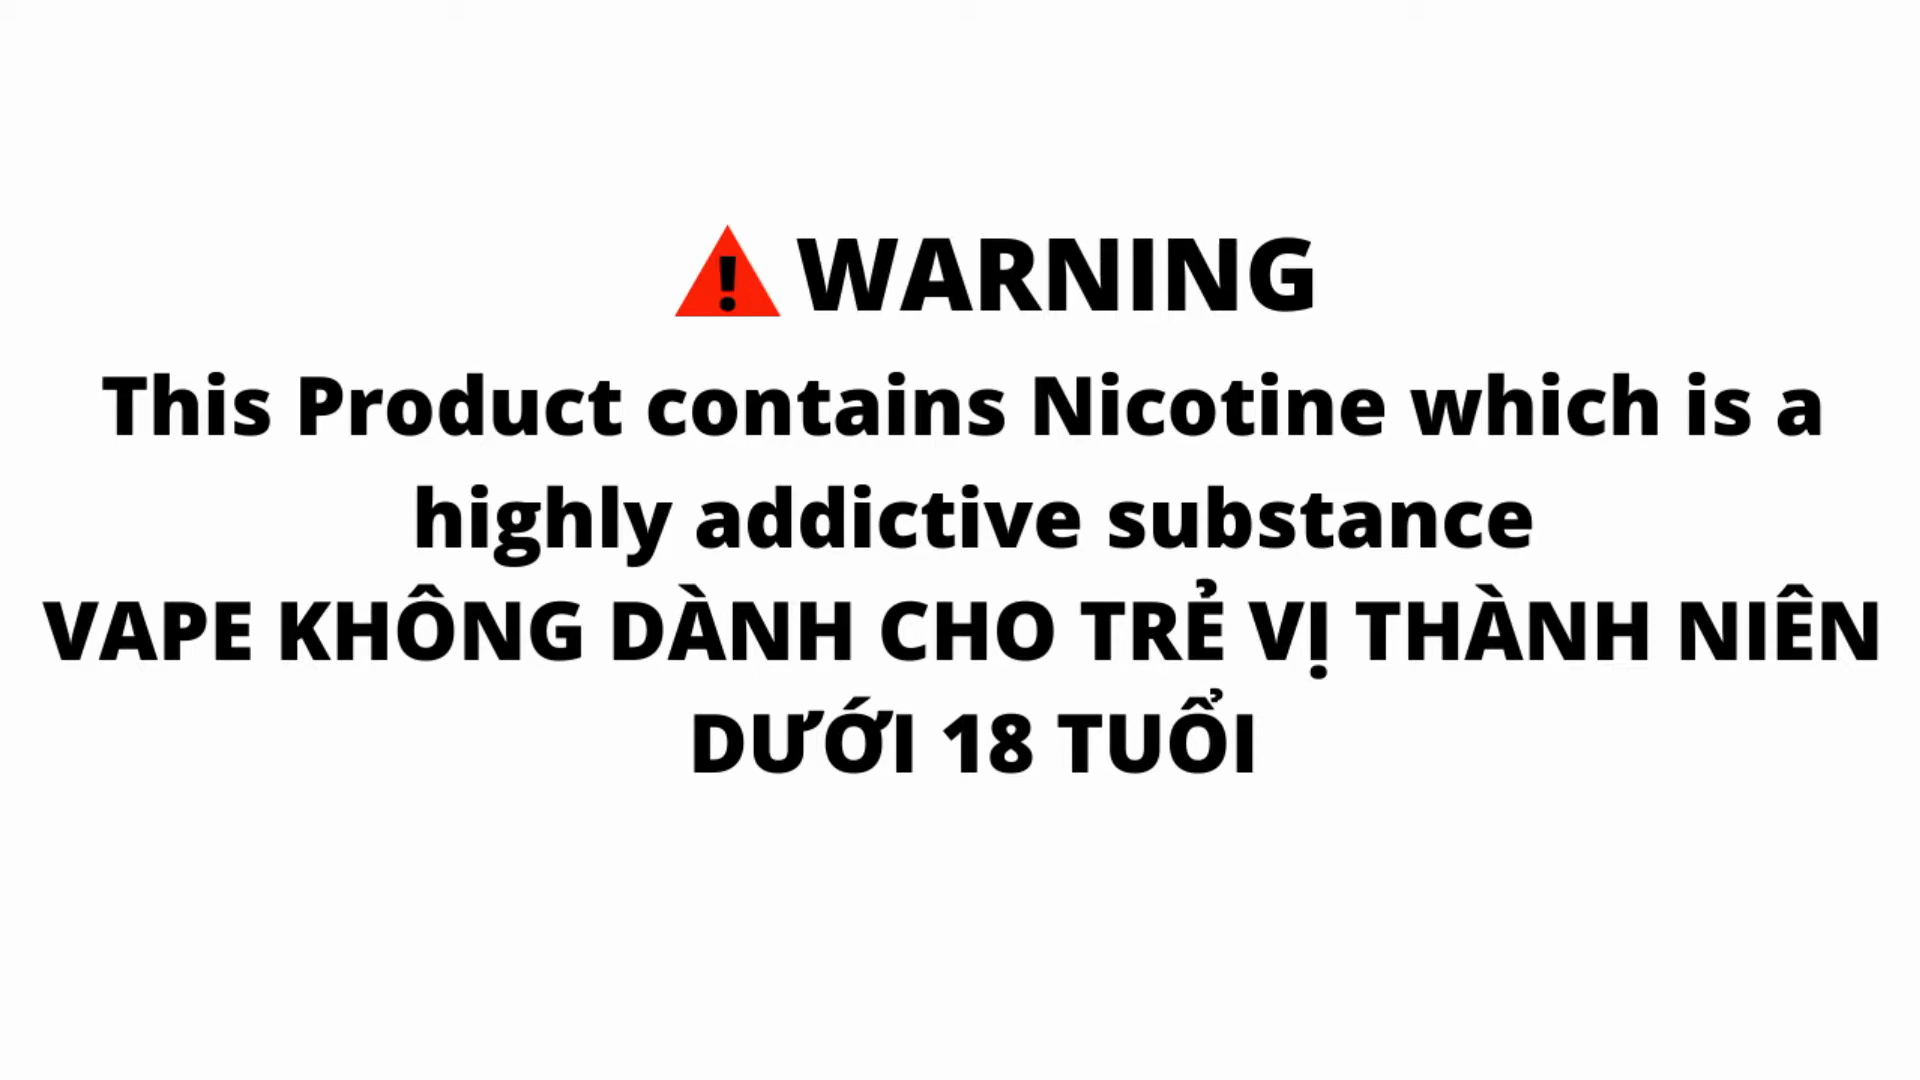 WARNING
This Product contains Nicotine which is a
highly addictive substance
VAPE KHÔNG DÀNH CHO TRẺ VỊ THÀNH NIÊN
DƯỚI 18 TUỔI